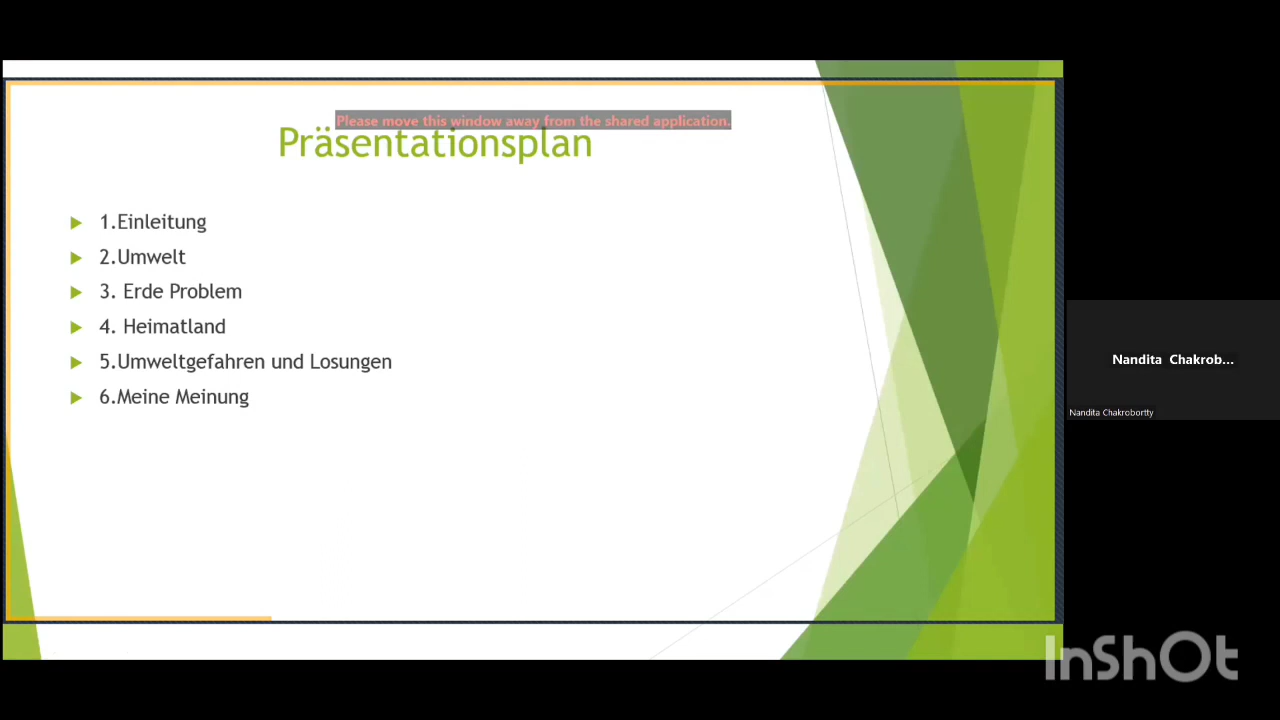 Please move this window away from the shared application.
Präsentationsplan
1.Einleitung
2.Umwelt
3. Erde Problem
4. Heimatland
5.Umweltgefahren und Losungen
6.Meine Meinung
Nandita Chakrob...
Nandita Chakrobortty
InShOt